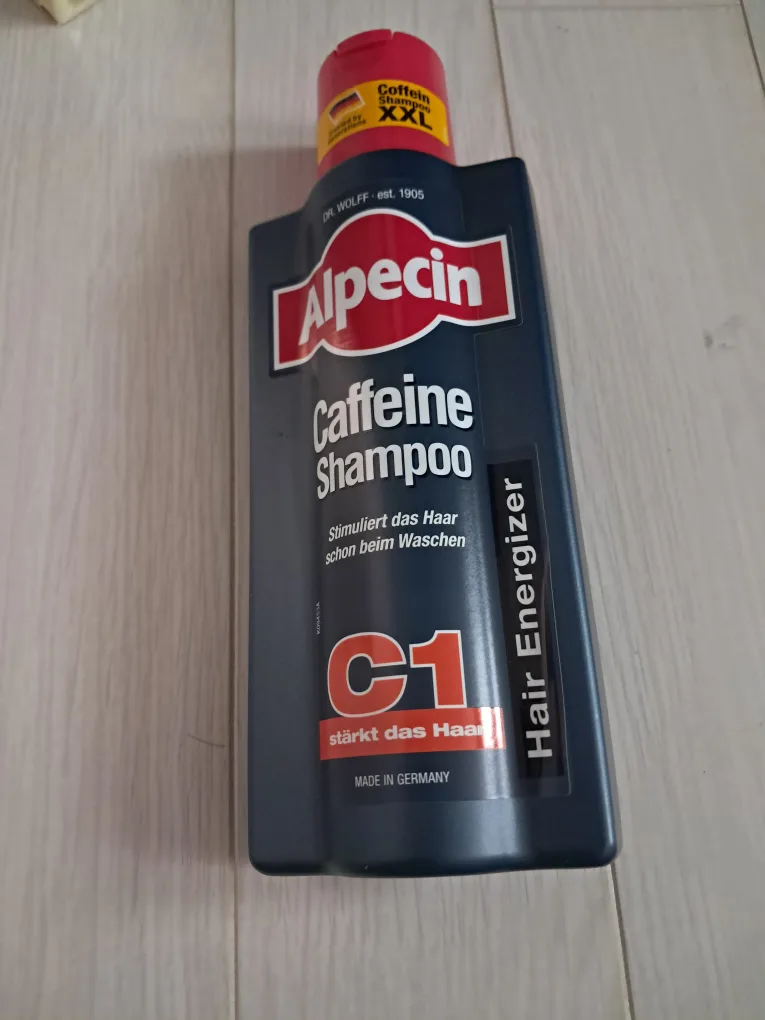 Coffein
Shampoo
XXL
DR. WOLFF · est. 1905
Alpecin
Caffeine
Shampoo
Stimuliert das Haar
schon beim Waschen
Hair Energizer
C1
stärkt das Haar
MADE IN GERMANY